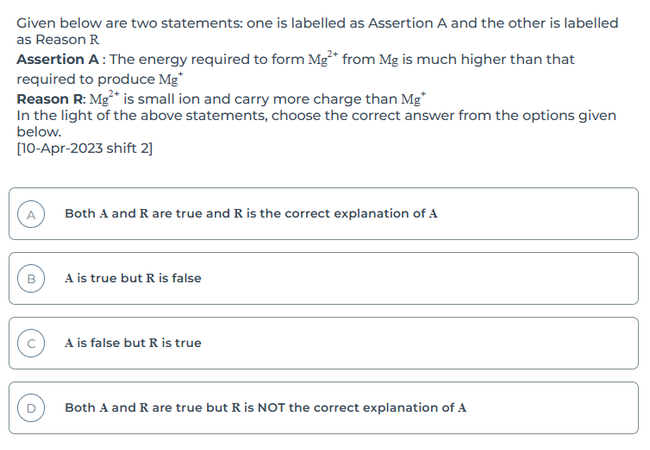 Given below are two statements: one is labelled as Assertion A and the other is labelled
as Reason R
Assertion A : The energy required to form Mg²⁺ from Mg is much higher than that
required to produce Mg⁺
Reason R: Mg²⁺ is small ion and carry more charge than Mg⁺
In the light of the above statements, choose the correct answer from the options given
below.
[10-Apr-2023 shift 2]
A Both A and R are true and R is the correct explanation of A
B A is true but R is false
C A is false but R is true
D Both A and R are true but R is NOT the correct explanation of A